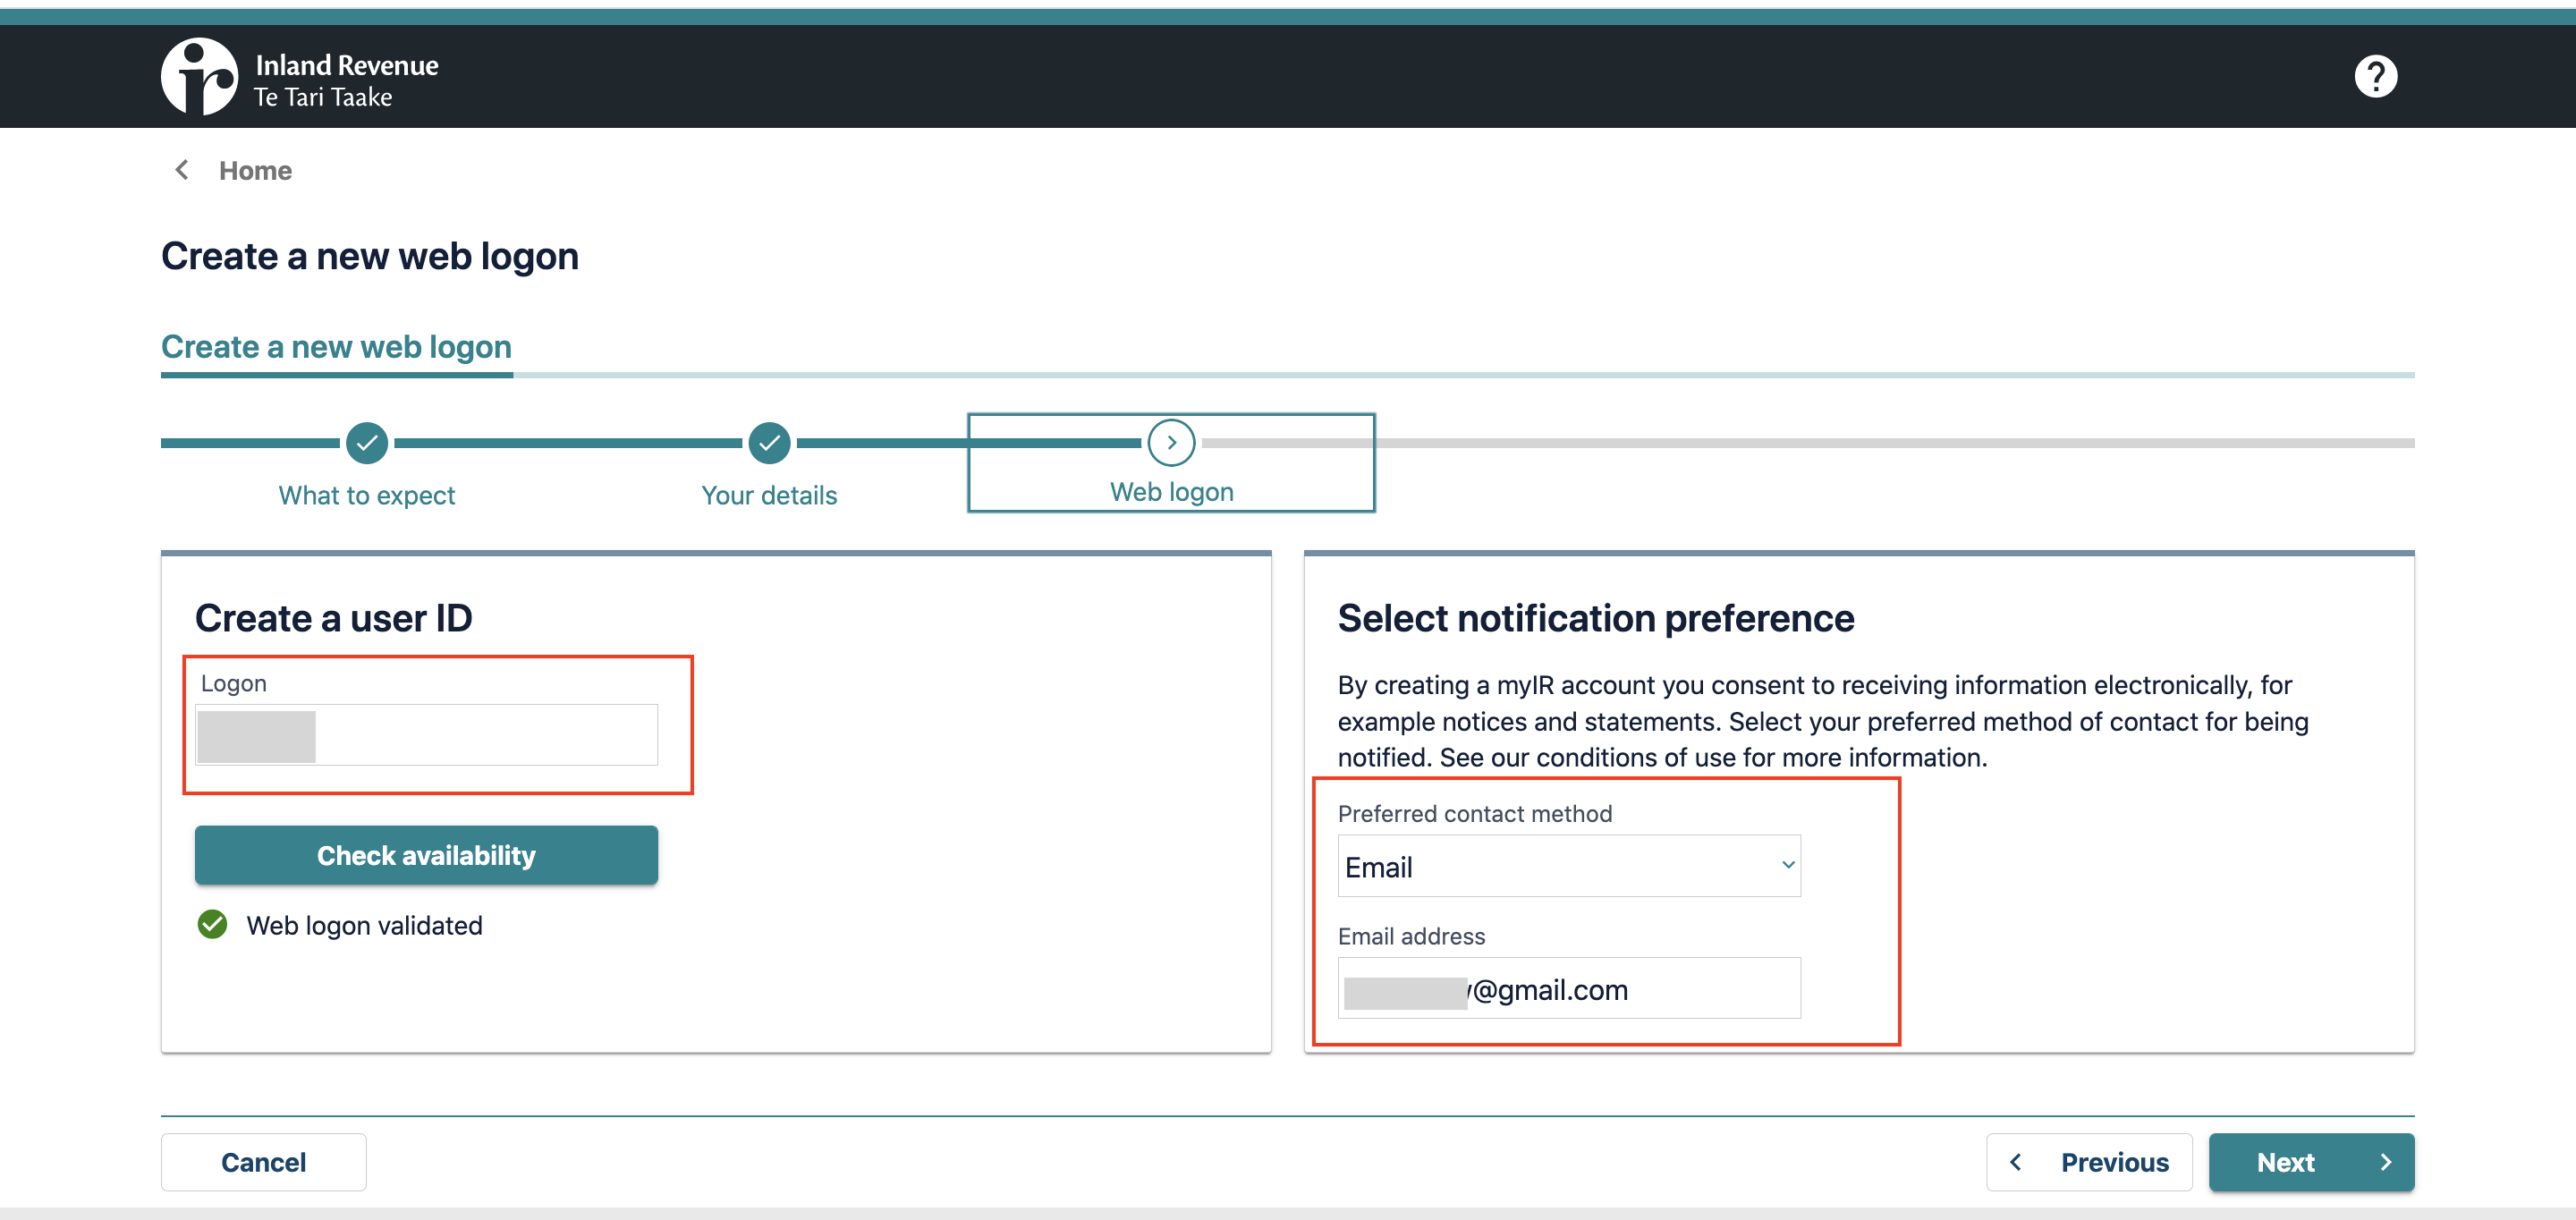 Inland Revenue
Te Tari Taake
Home
Create a new web logon
Create a new web logon
What to expect
Your details
Web logon
Create a user ID
Logon
Check availability
Web logon validated
Select notification preference
By creating a myIR account you consent to receiving information electronically, for
example notices and statements. Select your preferred method of contact for being
notified. See our conditions of use for more information.
Preferred contact method
Email
Email address
@gmail.com
Cancel
Previous
Next